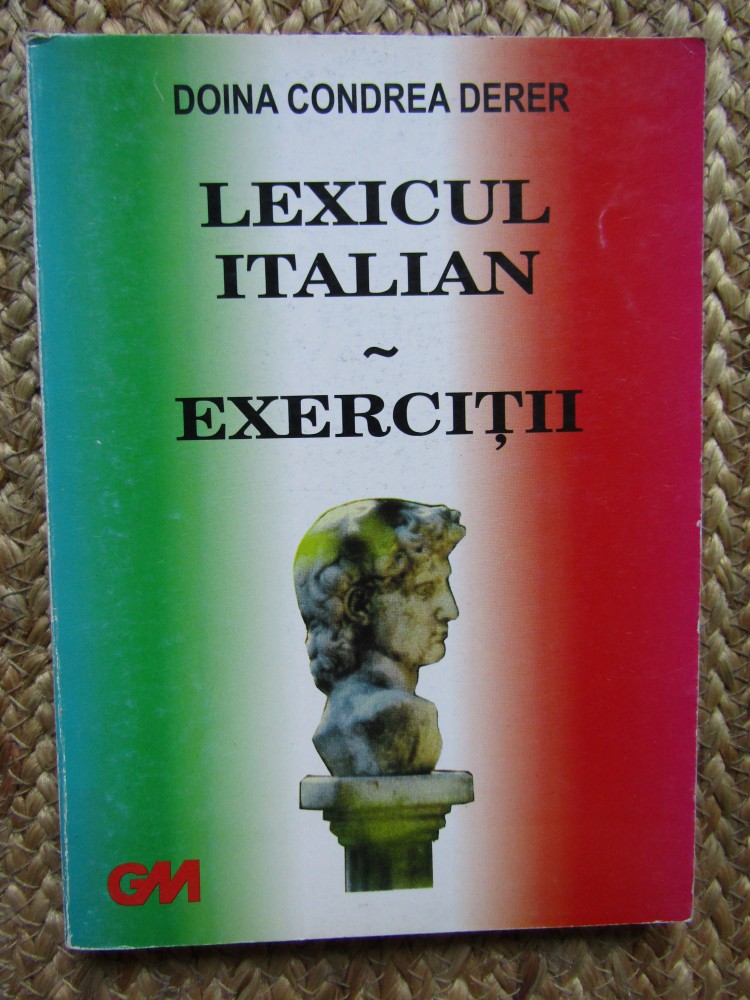 DOINA CONDREA DERER
LEXICUL
ITALIAN
~
EXERCIȚII
GM